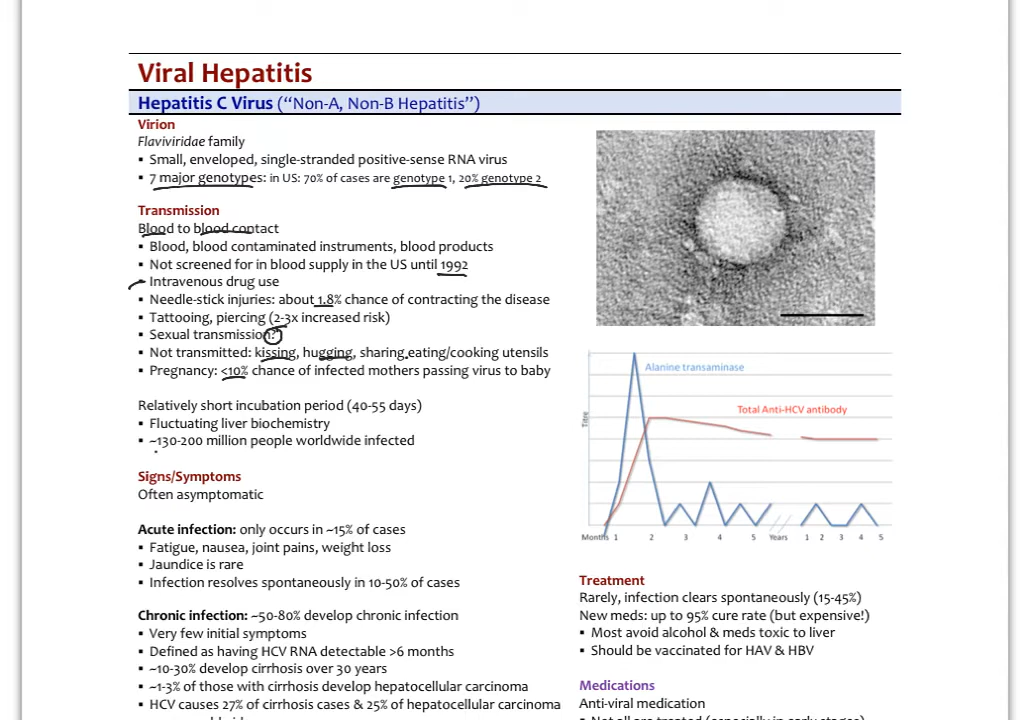 Viral Hepatitis
Hepatitis C Virus ("Non-A, Non-B Hepatitis")
Virion
Flaviviridae family
▪ Small, enveloped, single-stranded positive-sense RNA virus
▪ 7 major genotypes: in US: 70% of cases are genotype 1, 20% genotype 2
Transmission
Blood to blood contact
▪ Blood, blood contaminated instruments, blood products
▪ Not screened for in blood supply in the US until 1992
▪ Intravenous drug use
▪ Needle-stick injuries: about 1.8% chance of contracting the disease
▪ Tattooing, piercing (2-3x increased risk)
▪ Sexual transmission?
▪ Not transmitted: kissing, hugging, sharing eating/cooking utensils
▪ Pregnancy: <10% chance of infected mothers passing virus to baby
Relatively short incubation period (40-55 days)
▪ Fluctuating liver biochemistry
▪ ~130-200 million people worldwide infected
Signs/Symptoms
Often asymptomatic
Acute infection: only occurs in ~15% of cases
▪ Fatigue, nausea, joint pains, weight loss
▪ Jaundice is rare
▪ Infection resolves spontaneously in 10-50% of cases
Chronic infection: ~50-80% develop chronic infection
▪ Very few initial symptoms
▪ Defined as having HCV RNA detectable >6 months
▪ ~10-30% develop cirrhosis over 30 years
▪ ~1-3% of those with cirrhosis develop hepatocellular carcinoma
▪ HCV causes 27% of cirrhosis cases & 25% of hepatocellular carcinoma
Alanine transaminase
Total Anti-HCV antibody
Titre
Months 1 2 3 4 5 Years 1 2 3 4 5
Treatment
Rarely, infection clears spontaneously (15-45%)
New meds: up to 95% cure rate (but expensive!)
▪ Most avoid alcohol & meds toxic to liver
▪ Should be vaccinated for HAV & HBV
Medications
Anti-viral medication
▪ Not all are treated (especially in early stages)